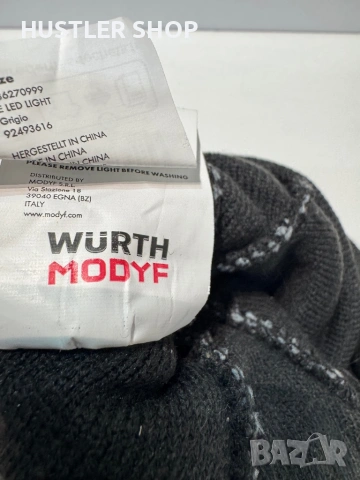 HUSTLER SHOP
ze
6270999
E LED LIGHT
Grigio
92493616
HERGESTELLT IN CHINA
IN CHINA
IN CHINA
PLEASE REMOVE LIGHT BEFORE WASHING
DISTRIBUTED BY
MODYF S.R.L.
Via Stazione 18
39040 EGNA (BZ)
ITALY
www.modyf.com
WÜRTH
MODYF
BAZAR
bg